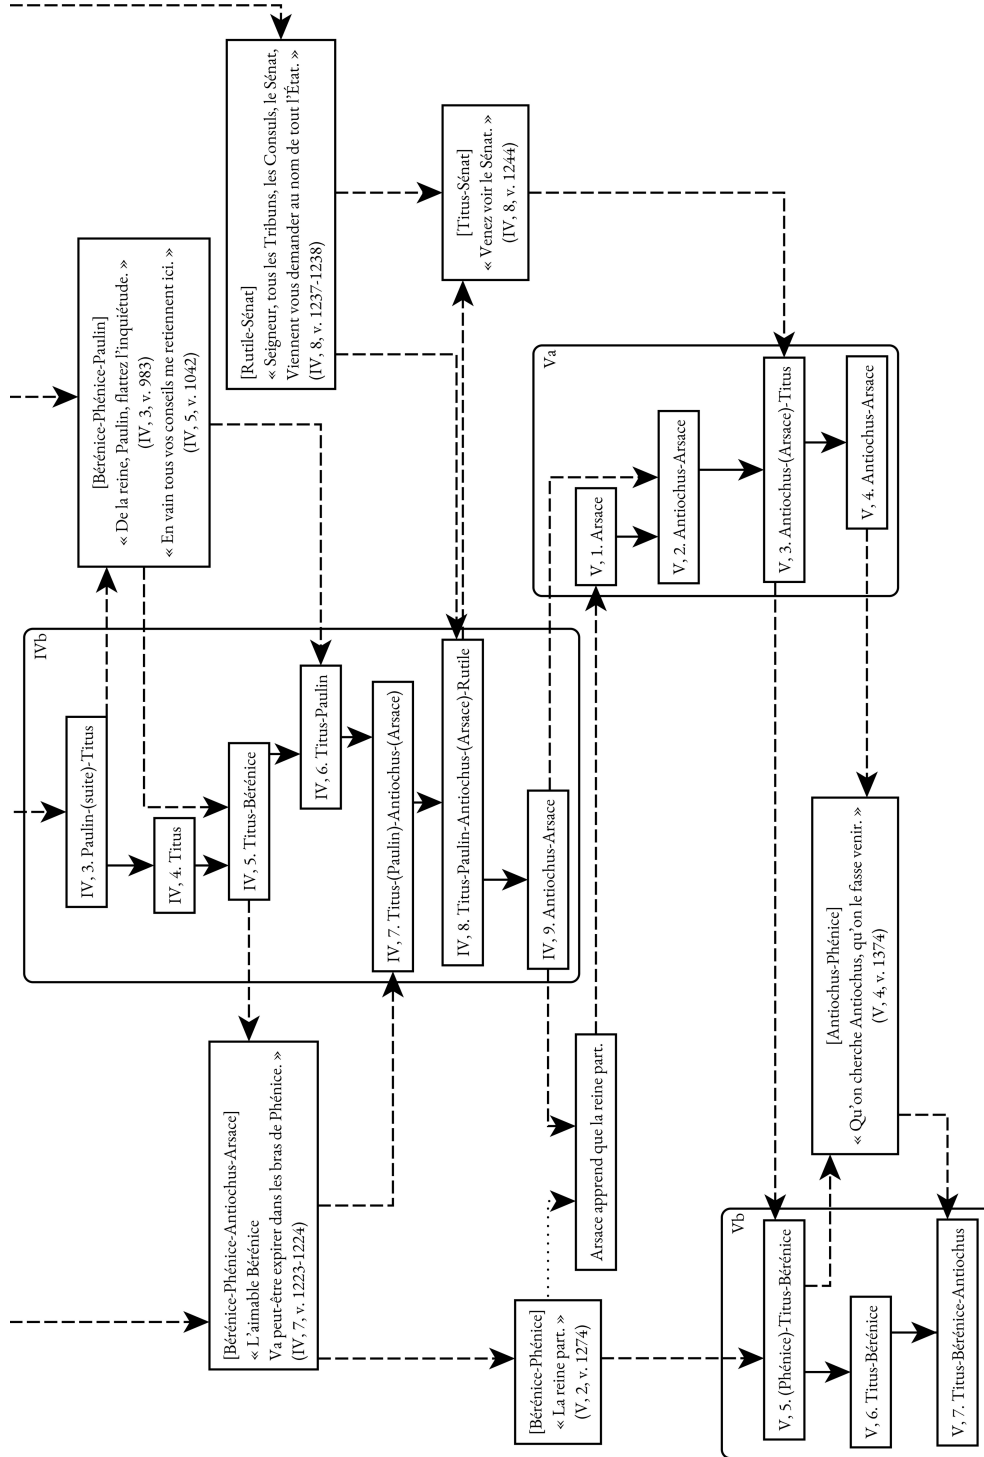 [Rutile-Sénat]
« Seigneur, tous les Tribuns, les Consuls, le Sénat,
Viennent vous demander au nom de tout l'État. »
(IV, 8, v. 1237-1238)
[Titus-Sénat]
« Venez voir le Sénat. »
(IV, 8, v. 1244)
[Bérénice-Phénice-Paulin]
« De la reine, Paulin, flattez l'inquiétude. »
(IV, 3, v. 983)
« En vain tous vos conseils me retiennent ici. »
(IV, 5, v. 1042)
IVb
IV, 3. Paulin-(suite)-Titus
IV, 4. Titus
IV, 5. Titus-Bérénice
IV, 6. Titus-Paulin
IV, 7. Titus-(Paulin)-Antiochus-(Arsace)
IV, 8. Titus-Paulin-Antiochus-(Arsace)-Rutile
IV, 9. Antiochus-Arsace
Va
V, 1. Arsace
V, 2. Antiochus-Arsace
V, 3. Antiochus-(Arsace)-Titus
V, 4. Antiochus-Arsace
[Bérénice-Phénice-Antiochus-Arsace]
« L'aimable Bérénice
Va peut-être expirer dans les bras de Phénice. »
(IV, 7, v. 1223-1224)
Arsace apprend que la reine part.
[Antiochus-Phénice]
« Qu'on cherche Antiochus, qu'on le fasse venir. »
(V, 4, v. 1374)
[Bérénice-Phénice]
« La reine part. »
(V, 2, v. 1274)
Vb
V, 5. (Phénice)-Titus-Bérénice
V, 6. Titus-Bérénice
V, 7. Titus-Bérénice-Antiochus